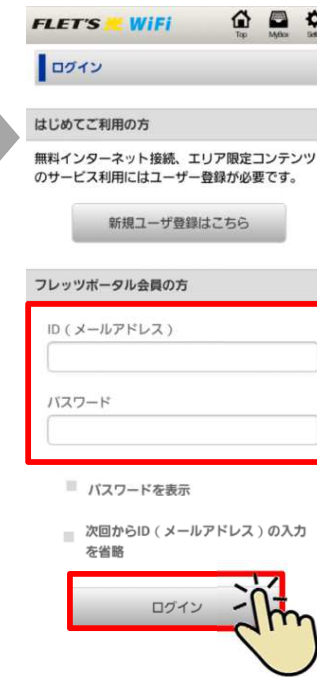 FLET'S 光 WiFi
Top MyBox
ログイン
はじめてご利用の方
無料インターネット接続、エリア限定コンテンツ
のサービス利用にはユーザー登録が必要です。
新規ユーザ登録はこちら
フレッツポータル会員の方
ID ( メールアドレス )
パスワード
パスワードを表示
次回からID ( メールアドレス ) の入力
を省略
ログイン